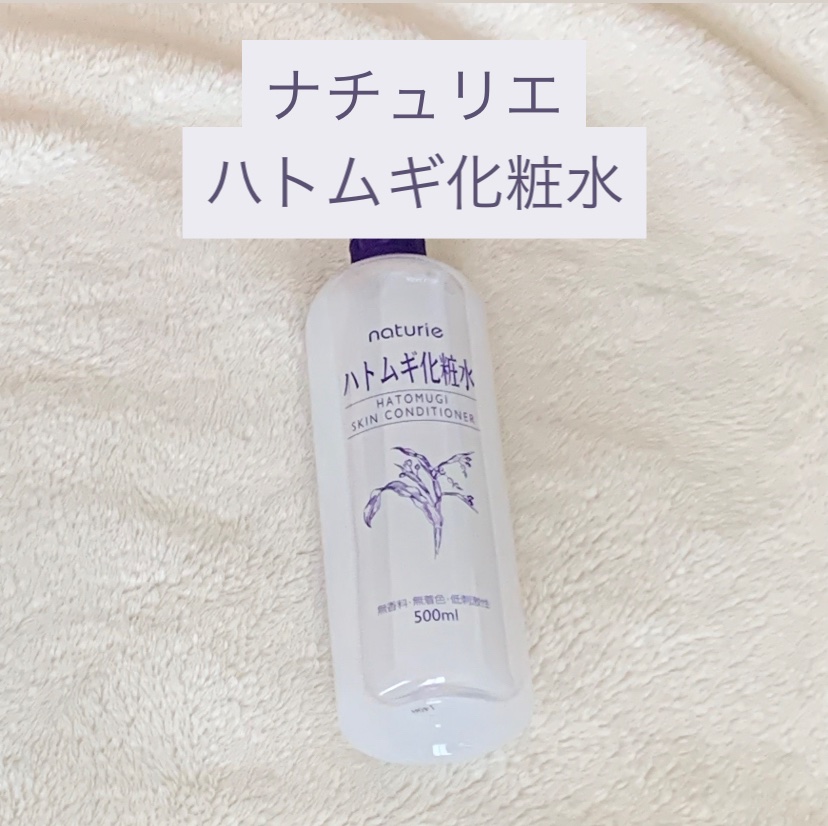 ナチュリエ
ハトムギ化粧水
naturie
ハトムギ化粧水
HATOMUGI
SKIN CONDITIONER
無香料・無着色・低刺激性
500ml